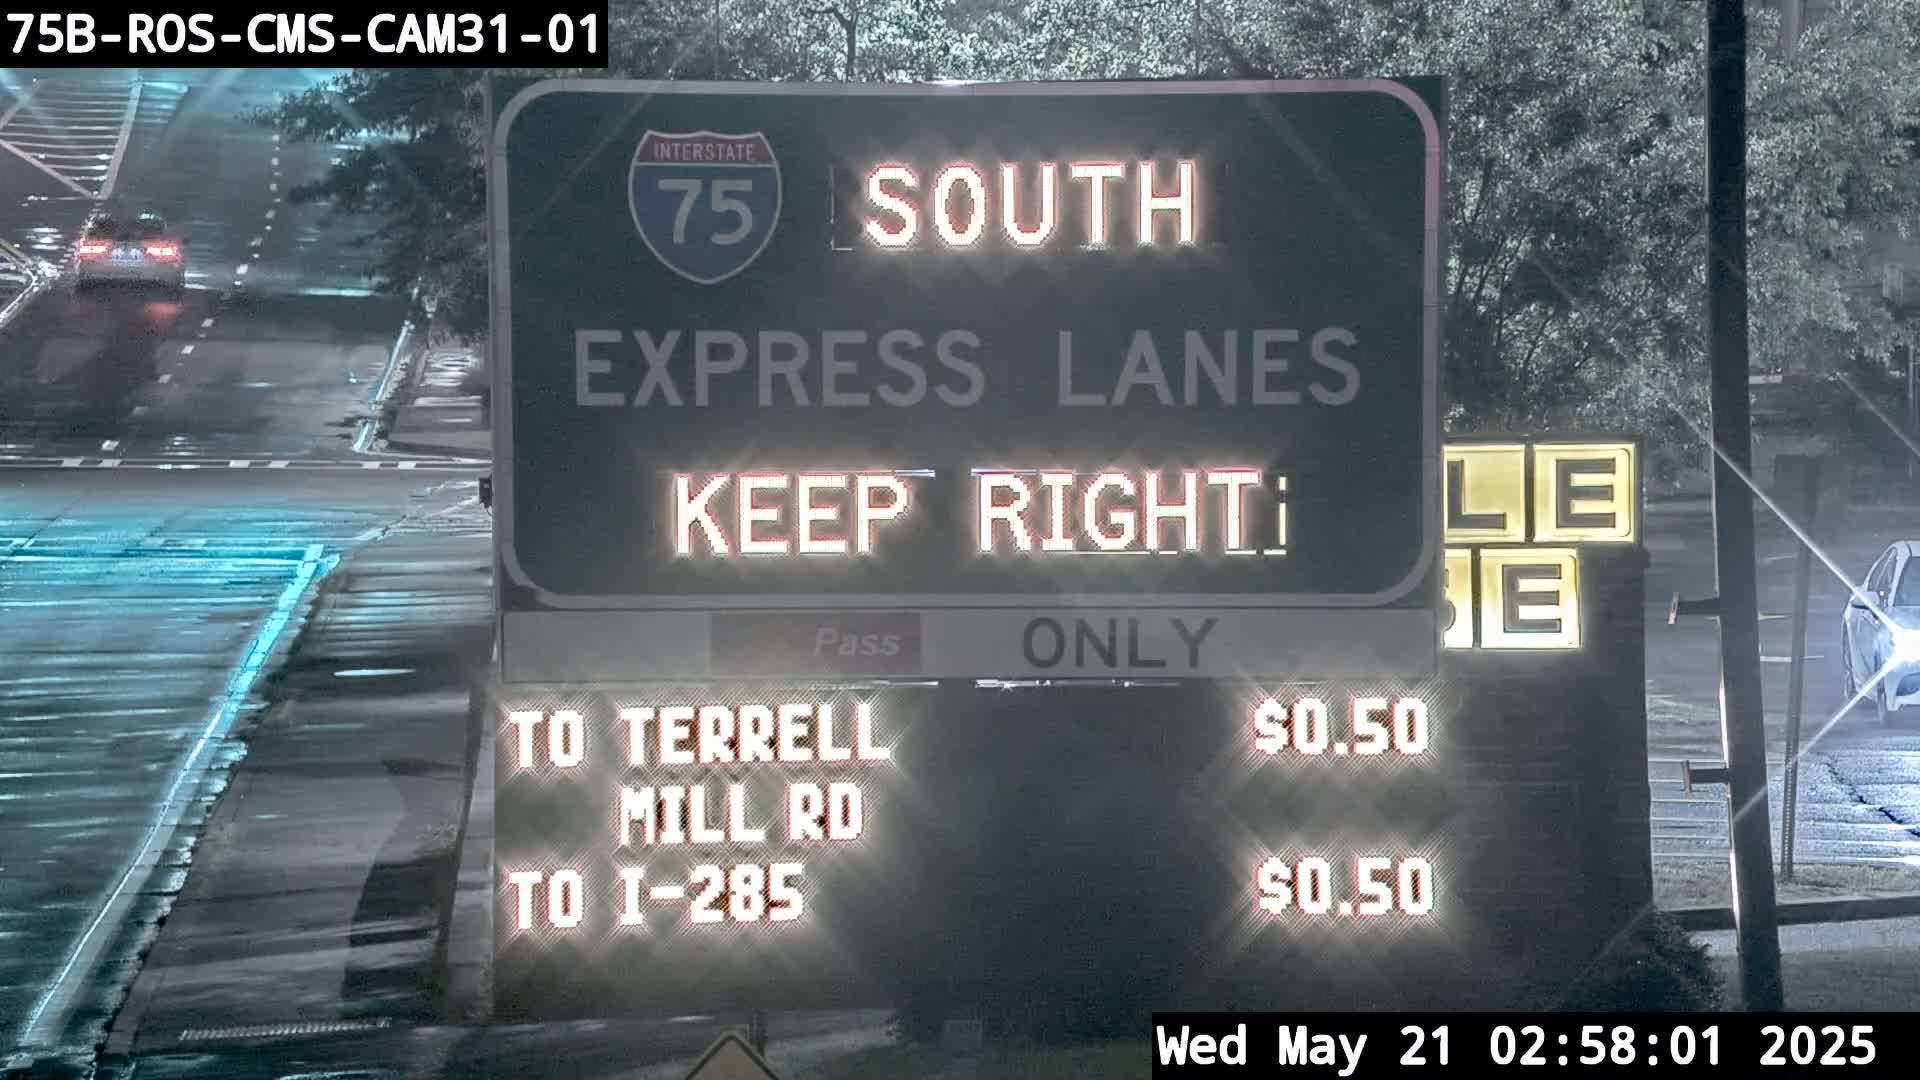 75B-ROS-CMS-CAM31-01
INTERSTATE
75
SOUTH
EXPRESS LANES
KEEP RIGHT
Pass ONLY
TO TERRELL $0.50
MILL RD
TO I-285 $0.50
LE
E
Wed May 21 02:58:01 2025